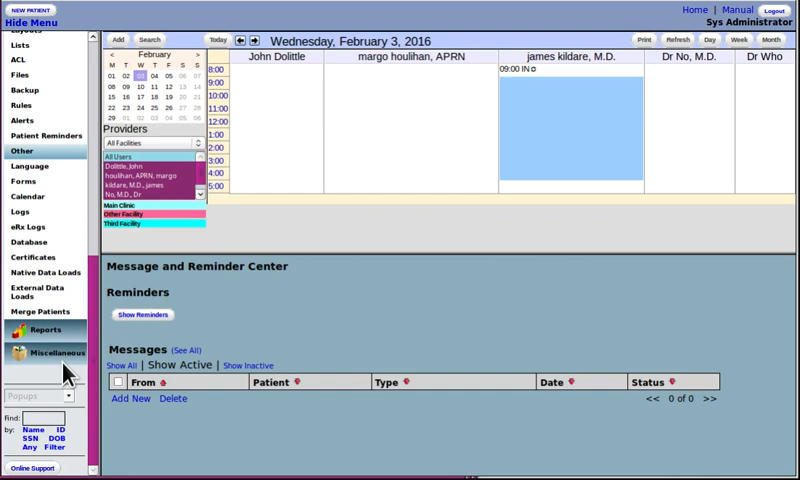 NEW PATIENT
Hide Menu
Home | Manual Logout
Sys Administrator
Lists
ACL
Files
Backup
Rules
Alerts
Patient Reminders
Other
Language
Forms
Calendar
Logs
eRx Logs
Database
Certificates
Native Data Loads
External Data
Loads
Merge Patients
Reports
Miscellaneous
Popups
Find:
by: Name ID
SSN DOB
Any Filter
Online Support
Add Search Today Wednesday, February 3, 2016 Print Refresh Day Week Month
< February >
M T W T F S S
01 02 03 04 05 06 07
08 09 10 11 12 13 14
15 16 17 18 19 20 21
22 23 24 25 26 27 28
29 01 02 03 04 05 06
Providers
All Facilities
All Users
Dolittle, John
houlihan, APRN, margo
kildare, M.D., james
No, M.D., Dr
Main Clinic
Other Facility
Third Facility
John Dolittle margo houlihan, APRN james kildare, M.D. Dr No, M.D. Dr Who
8:00
9:00
10:00
11:00
12:00
1:00
2:00
3:00
4:00
5:00
09:00 IN
Message and Reminder Center
Reminders
Show Reminders
Messages (See All)
Show All | Show Active | Show Inactive
From Patient Type Date Status
Add New Delete << 0 of 0 >>